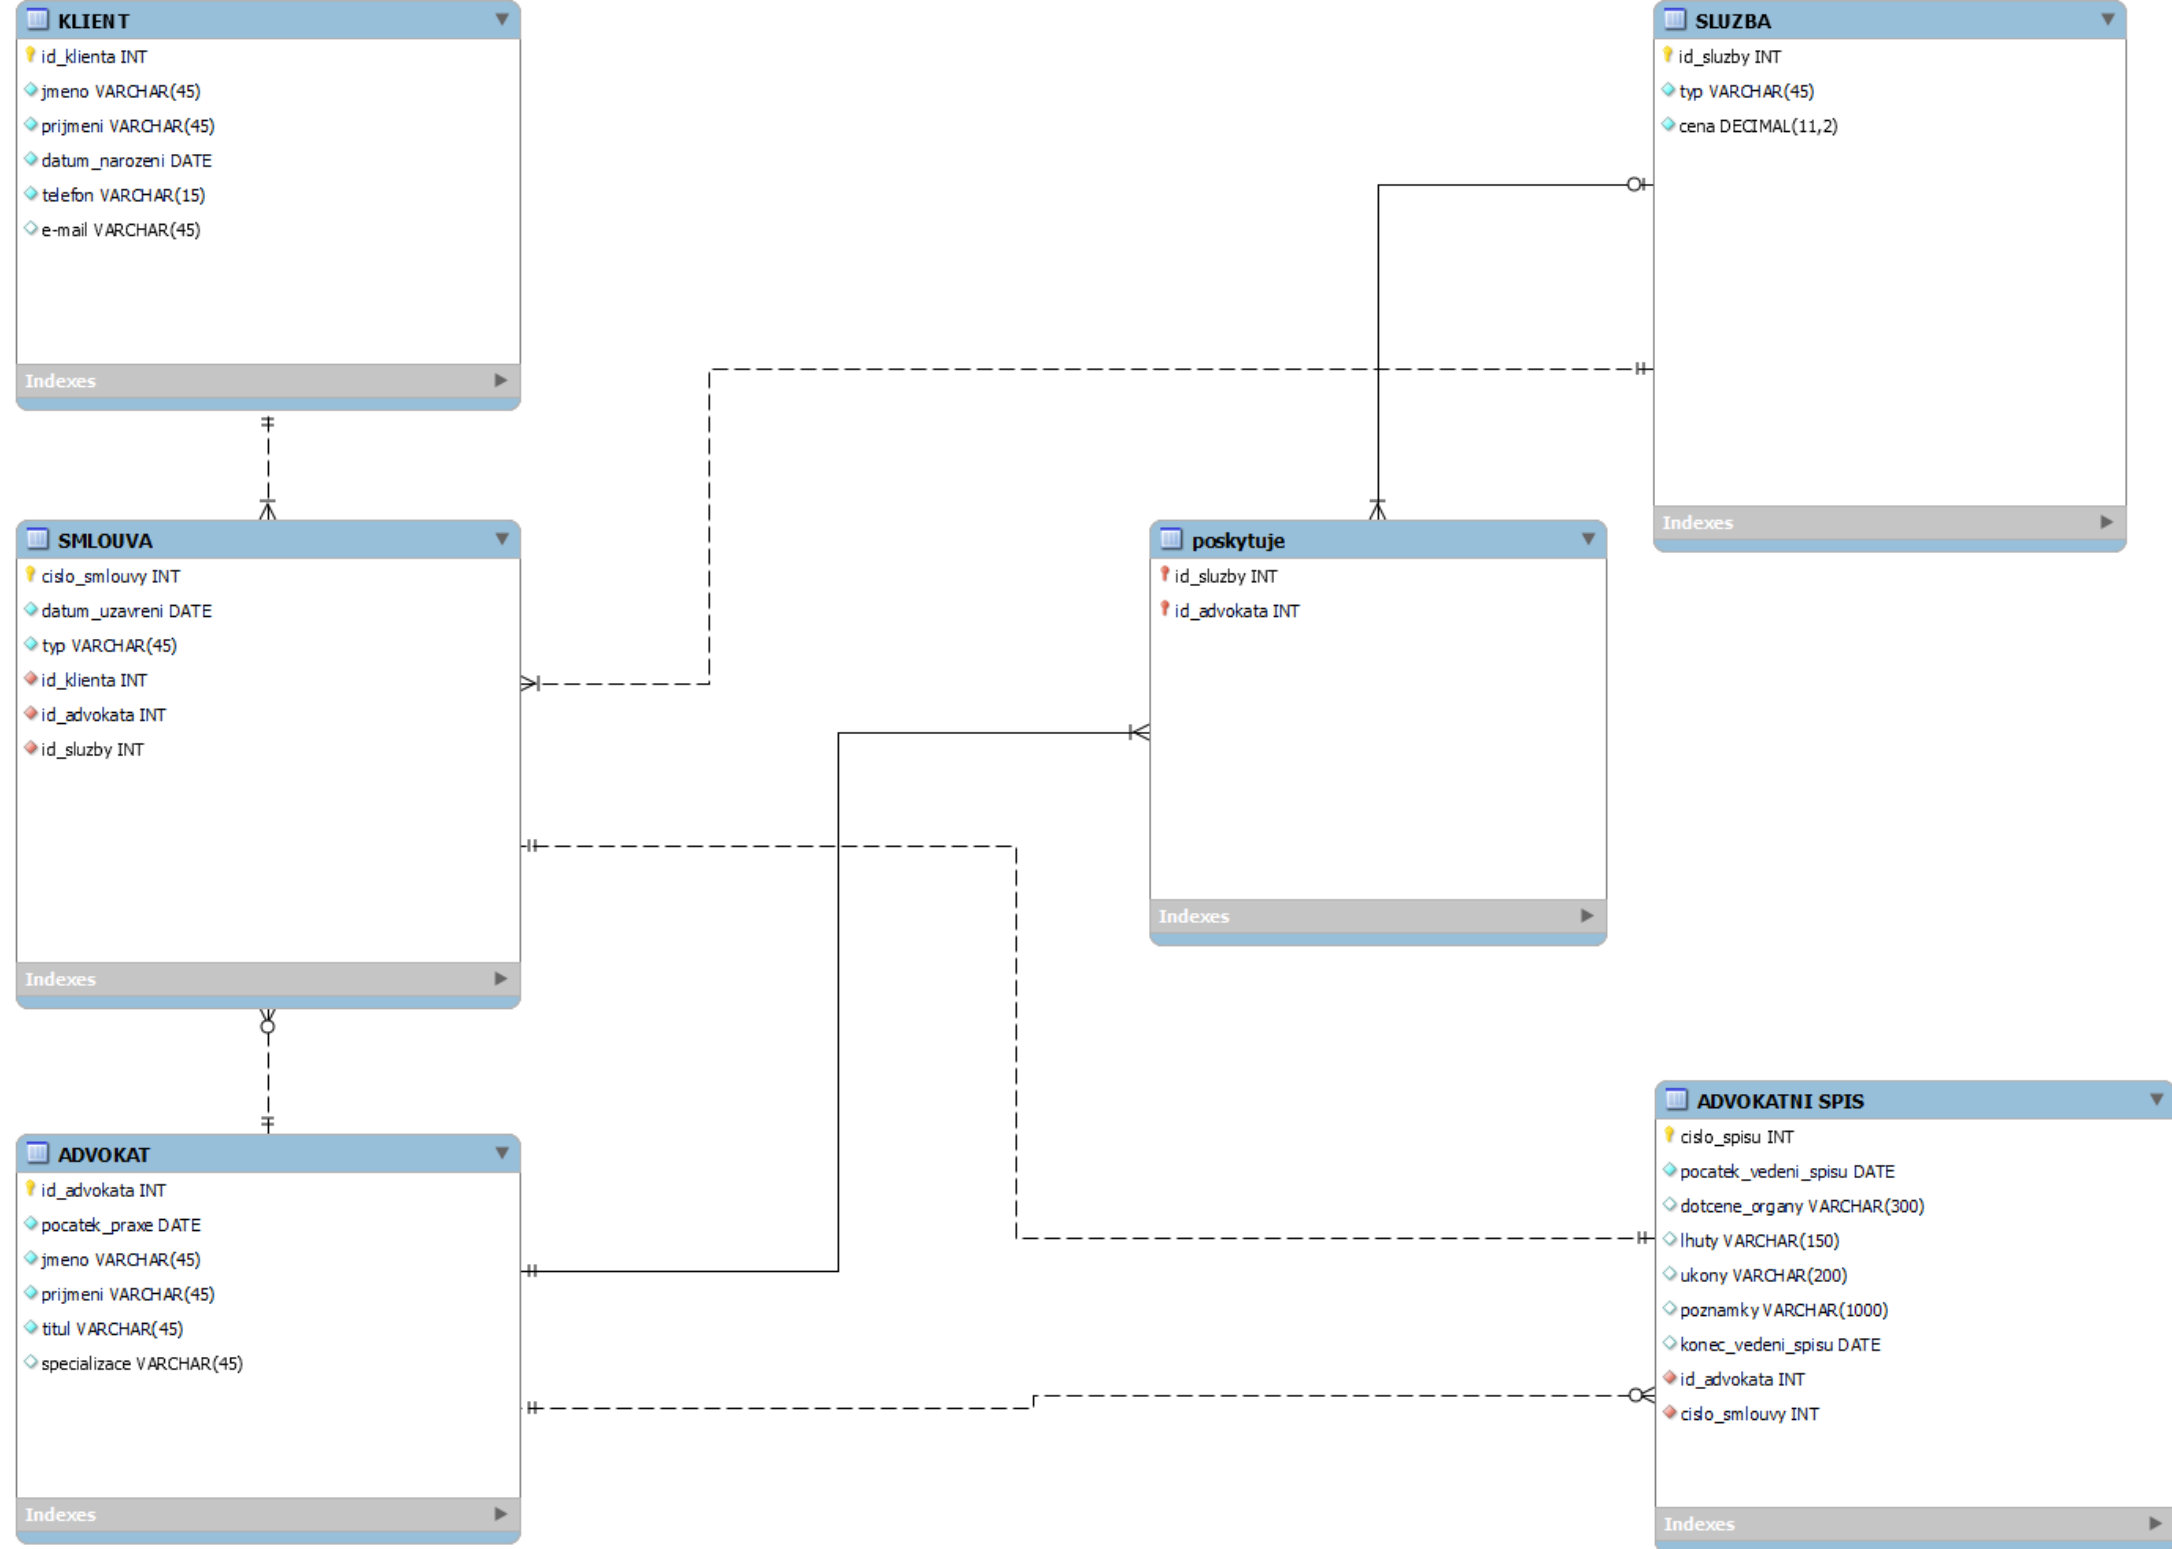 KLIENT
id_klienta INT
jmeno VARCHAR(45)
prijmeni VARCHAR(45)
datum_narozeni DATE
telefon VARCHAR(15)
e-mail VARCHAR(45)
Indexes
SLUZBA
id_sluzby INT
typ VARCHAR(45)
cena DECIMAL(11,2)
Indexes
SMLOUVA
cislo_smlouvy INT
datum_uzavreni DATE
typ VARCHAR(45)
id_klienta INT
id_advokata INT
id_sluzby INT
Indexes
poskytuje
id_sluzby INT
id_advokata INT
Indexes
ADVOKAT
id_advokata INT
pocatek_praxe DATE
jmeno VARCHAR(45)
prijmeni VARCHAR(45)
titul VARCHAR(45)
specializace VARCHAR(45)
Indexes
ADVOKATNI SPIS
cislo_spisu INT
pocatek_vedeni_spisu DATE
dotcene_organy VARCHAR(300)
lhuty VARCHAR(150)
ukony VARCHAR(200)
poznamky VARCHAR(1000)
konec_vedeni_spisu DATE
id_advokata INT
cislo_smlouvy INT
Indexes